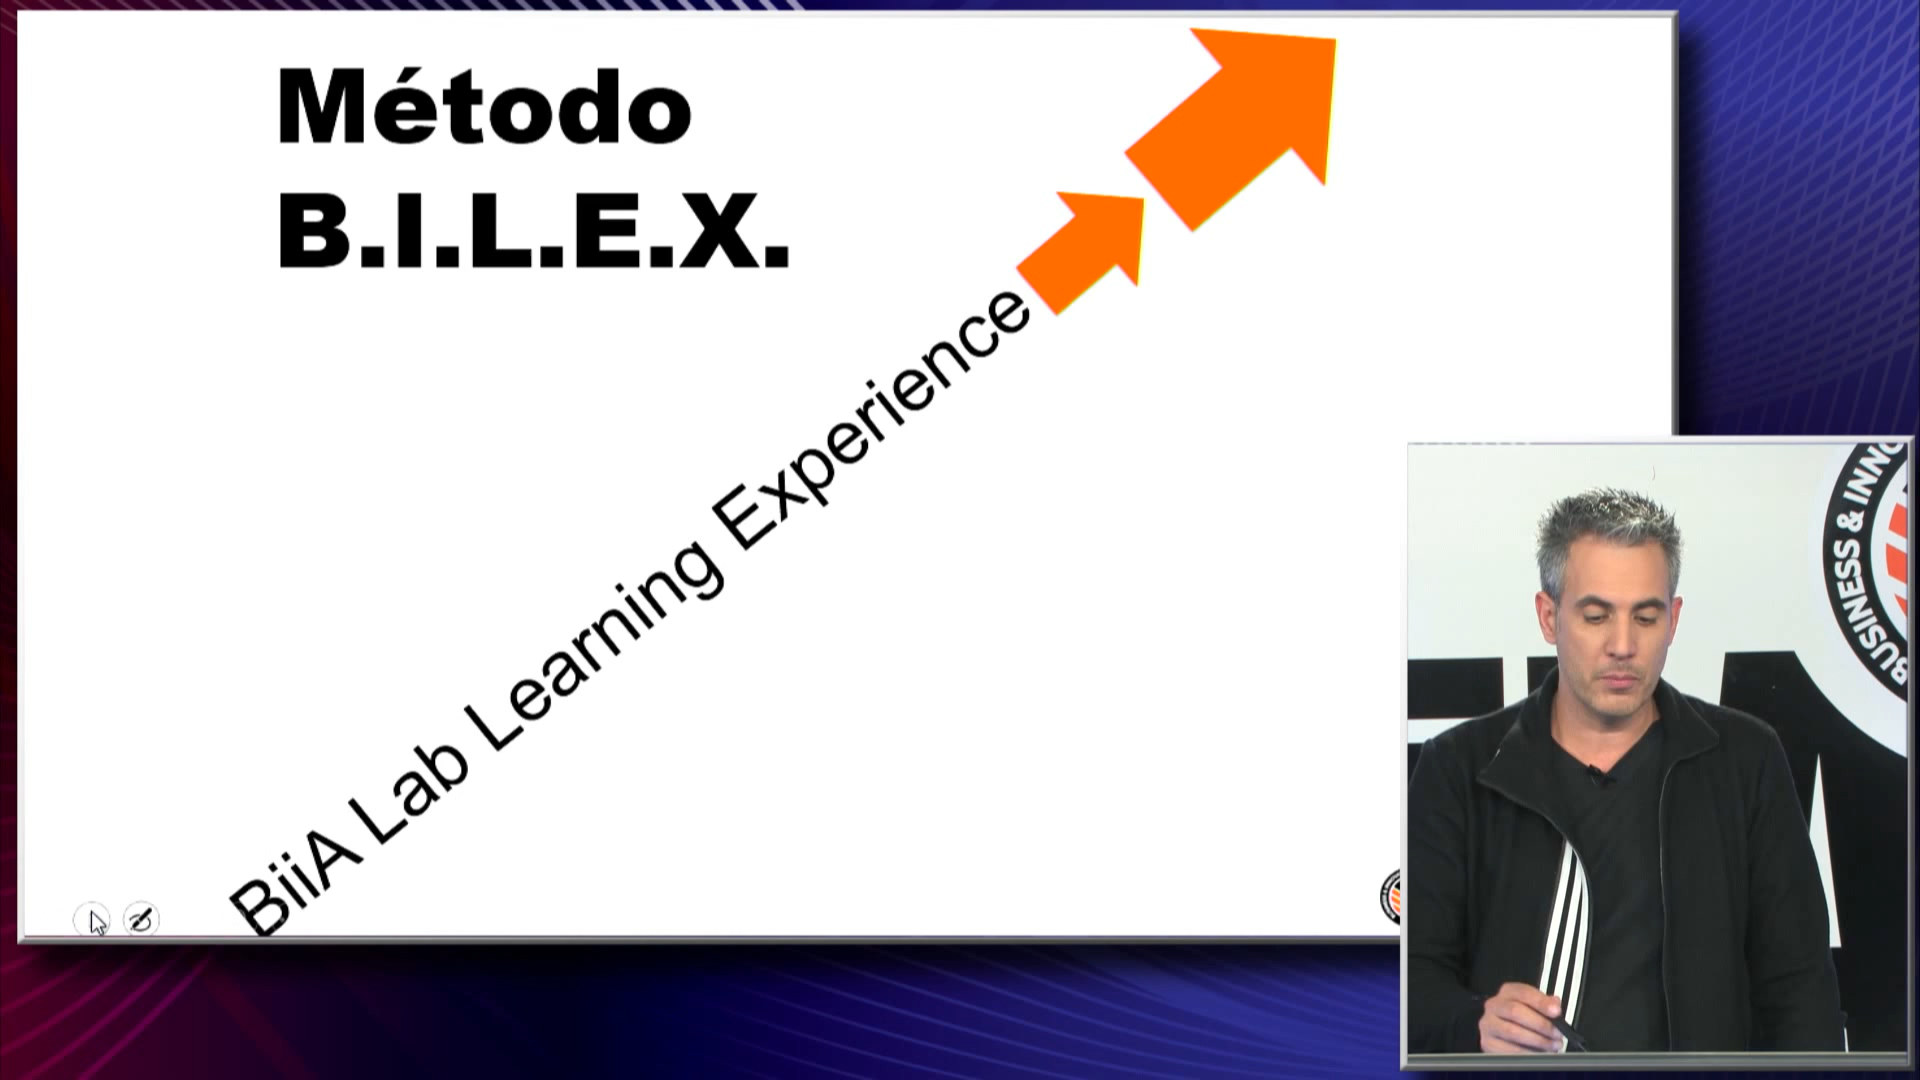 Método
B.I.L.E.X.
BiiA Lab Learning Experience
BUSINESS & INNO